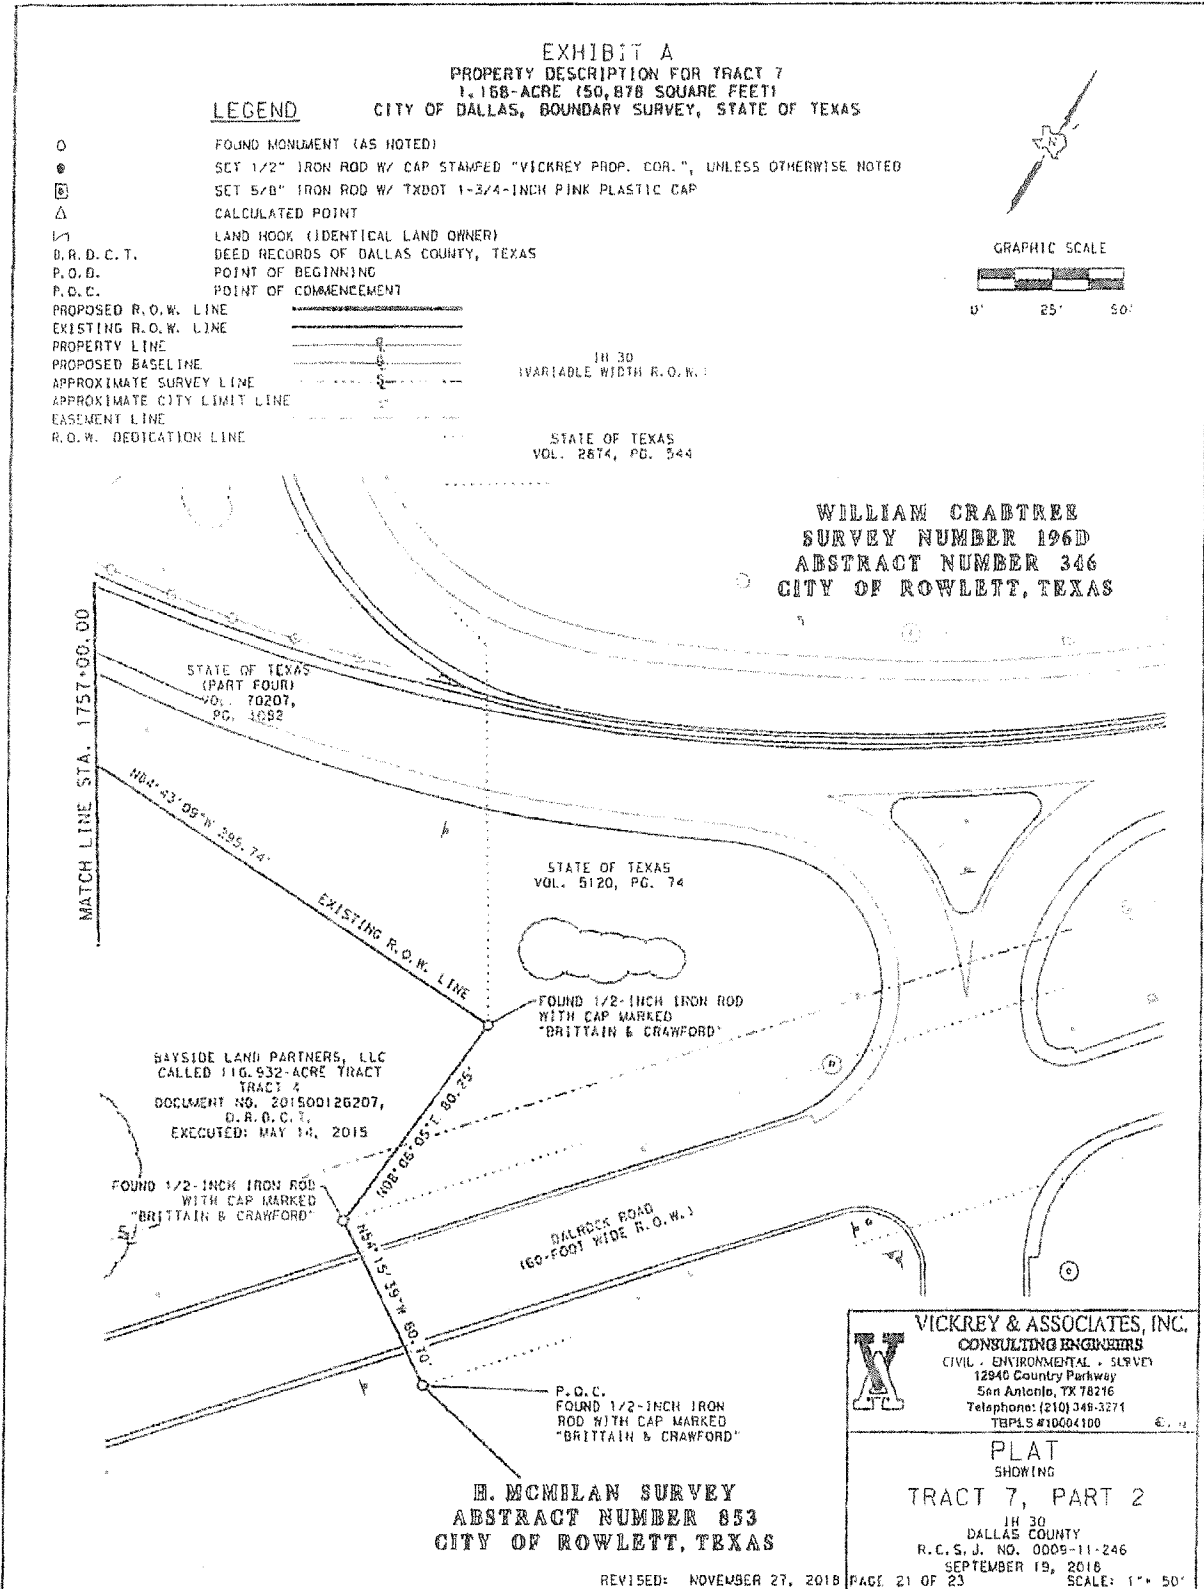 EXHIBIT A
PROPERTY DESCRIPTION FOR TRACT 7
1.168-ACRE (50,878 SQUARE FEET)
CITY OF DALLAS, BOUNDARY SURVEY, STATE OF TEXAS
LEGEND
FOUND MONUMENT (AS NOTED)
SET 1/2" IRON ROD W/ CAP STAMPED "VICKREY PROP. COR.", UNLESS OTHERWISE NOTED
SET 5/8" IRON ROD W/ TXDOT 1-3/4-INCH PINK PLASTIC CAP
CALCULATED POINT
LAND HOOK (IDENTICAL LAND OWNER)
D.R.D.C.T. DEED RECORDS OF DALLAS COUNTY, TEXAS
P.O.B. POINT OF BEGINNING
P.O.C. POINT OF COMMENCEMENT
PROPOSED R.O.W. LINE
EXISTING R.O.W. LINE
PROPERTY LINE
PROPOSED BASELINE
APPROXIMATE SURVEY LINE
APPROXIMATE CITY LIMIT LINE
EASEMENT LINE
R.O.W. DEDICATION LINE
N
GRAPHIC SCALE
0' 25' 50'
IH 30
(VARIABLE WIDTH R.O.W.)
STATE OF TEXAS
VOL. 2874, PG. 544
WILLIAM CRABTREE
SURVEY NUMBER 196D
ABSTRACT NUMBER 346
CITY OF ROWLETT, TEXAS
MATCH LINE STA. 1757+00.00
STATE OF TEXAS
(PART FOUR)
VOL. 70207,
PG. 1092
N84°43'09"W 395.74'
EXISTING R.O.W. LINE
STATE OF TEXAS
VOL. 5120, PG. 74
FOUND 1/2-INCH IRON ROD
WITH CAP MARKED
"BRITTAIN & CRAWFORD"
BAYSIDE LAND PARTNERS, LLC
CALLED 116.932-ACRE TRACT
TRACT 4
DOCUMENT NO. 201500126207,
D.R.D.C.T.
EXECUTED: MAY 14, 2015
N08°06'05"E 80.25'
FOUND 1/2-INCH IRON ROD
WITH CAP MARKED
"BRITTAIN & CRAWFORD"
DALROCK ROAD
(60-FOOT WIDE R.O.W.)
N54°15'39"W 60.70'
P.O.C.
FOUND 1/2-INCH IRON
ROD WITH CAP MARKED
"BRITTAIN & CRAWFORD"
H. MCMILAN SURVEY
ABSTRACT NUMBER 853
CITY OF ROWLETT, TEXAS
VICKREY & ASSOCIATES, INC.
CONSULTING ENGINEERS
CIVIL . ENVIRONMENTAL . SURVEY
12940 Country Parkway
San Antonio, TX 78216
Telephone: (210) 349-3271
TBPLS #10004100
PLAT
SHOWING
TRACT 7, PART 2
IH 30
DALLAS COUNTY
R.C.S.J. NO. 0009-11-246
SEPTEMBER 19, 2018
REVISED: NOVEMBER 27, 2018 PAGE 21 OF 23 SCALE: 1"= 50'